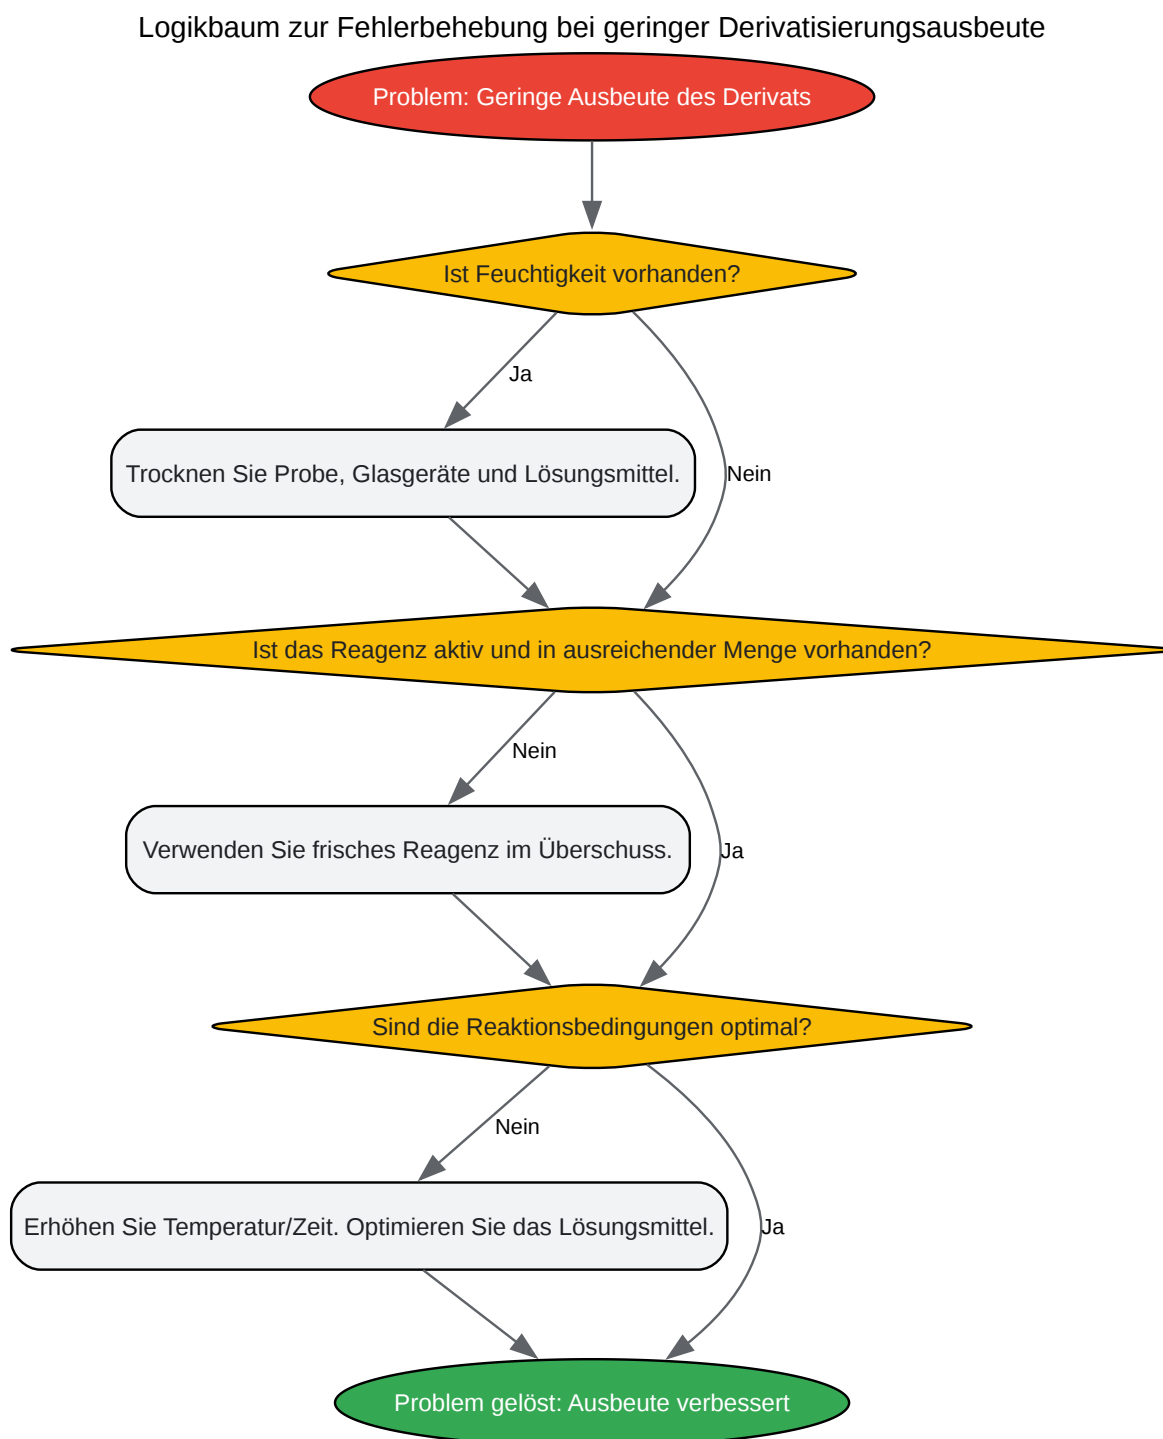 Logikbaum zur Fehlerbehebung bei geringer Derivatisierungsausbeute
Problem: Geringe Ausbeute des Derivats
Ist Feuchtigkeit vorhanden?
Ja
Trocknen Sie Probe, Glasgeräte und Lösungsmittel.
Nein
Ist das Reagenz aktiv und in ausreichender Menge vorhanden?
Nein
Verwenden Sie frisches Reagenz im Überschuss.
Ja
Sind die Reaktionsbedingungen optimal?
Nein
Erhöhen Sie Temperatur/Zeit. Optimieren Sie das Lösungsmittel.
Ja
Problem gelöst: Ausbeute verbessert